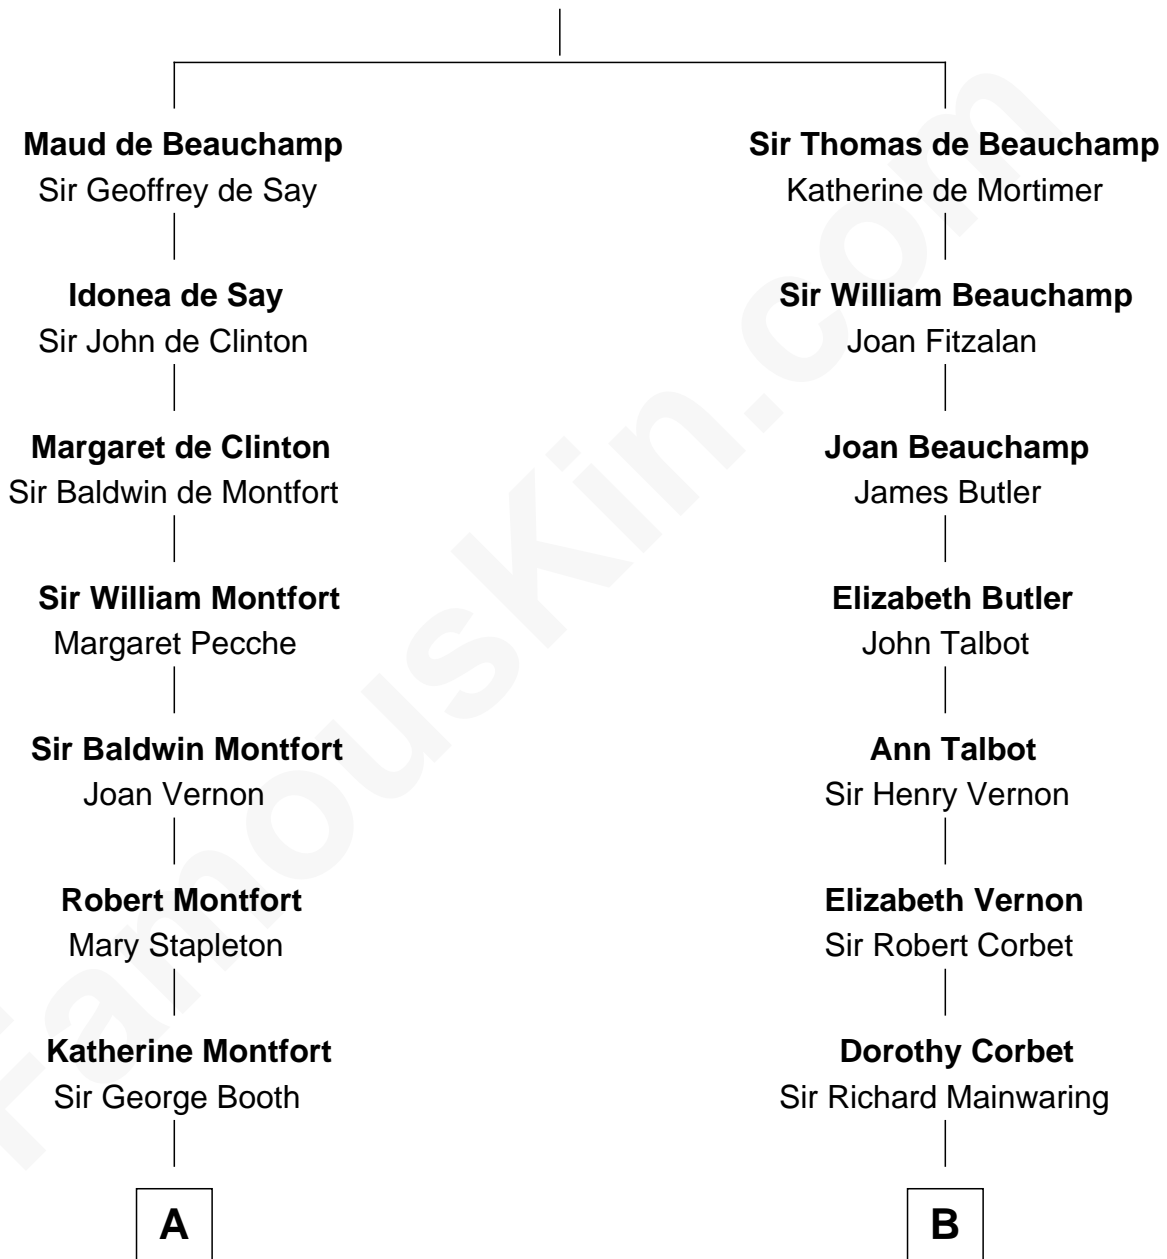 Maud de Beauchamp
Sir Geoffrey de Say
Idonea de Say
Sir John de Clinton
Margaret de Clinton
Sir Baldwin de Montfort
Sir William Montfort
Margaret Pecche
Sir Baldwin Montfort
Joan Vernon
Robert Montfort
Mary Stapleton
Katherine Montfort
Sir George Booth
A
Sir Thomas de Beauchamp
Katherine de Mortimer
Sir William Beauchamp
Joan Fitzalan
Joan Beauchamp
James Butler
Elizabeth Butler
John Talbot
Ann Talbot
Sir Henry Vernon
Elizabeth Vernon
Sir Robert Corbet
Dorothy Corbet
Sir Richard Mainwaring
B
FamousKin.com